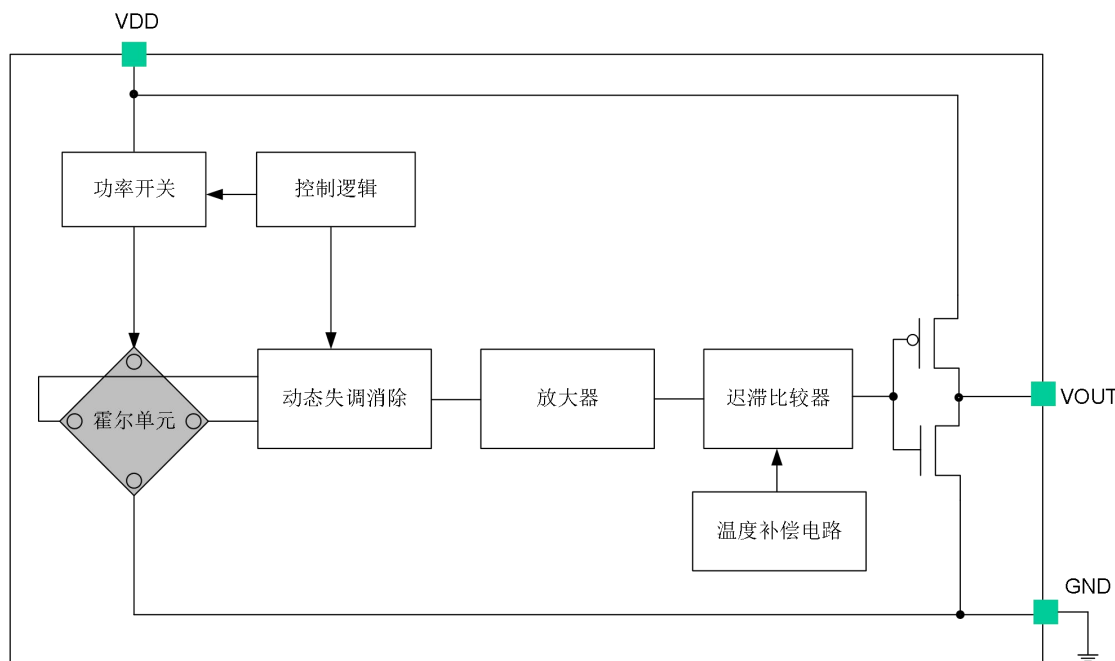 VDD
功率开关
控制逻辑
霍尔单元
动态失调消除
放大器
迟滞比较器
VOUT
温度补偿电路
GND